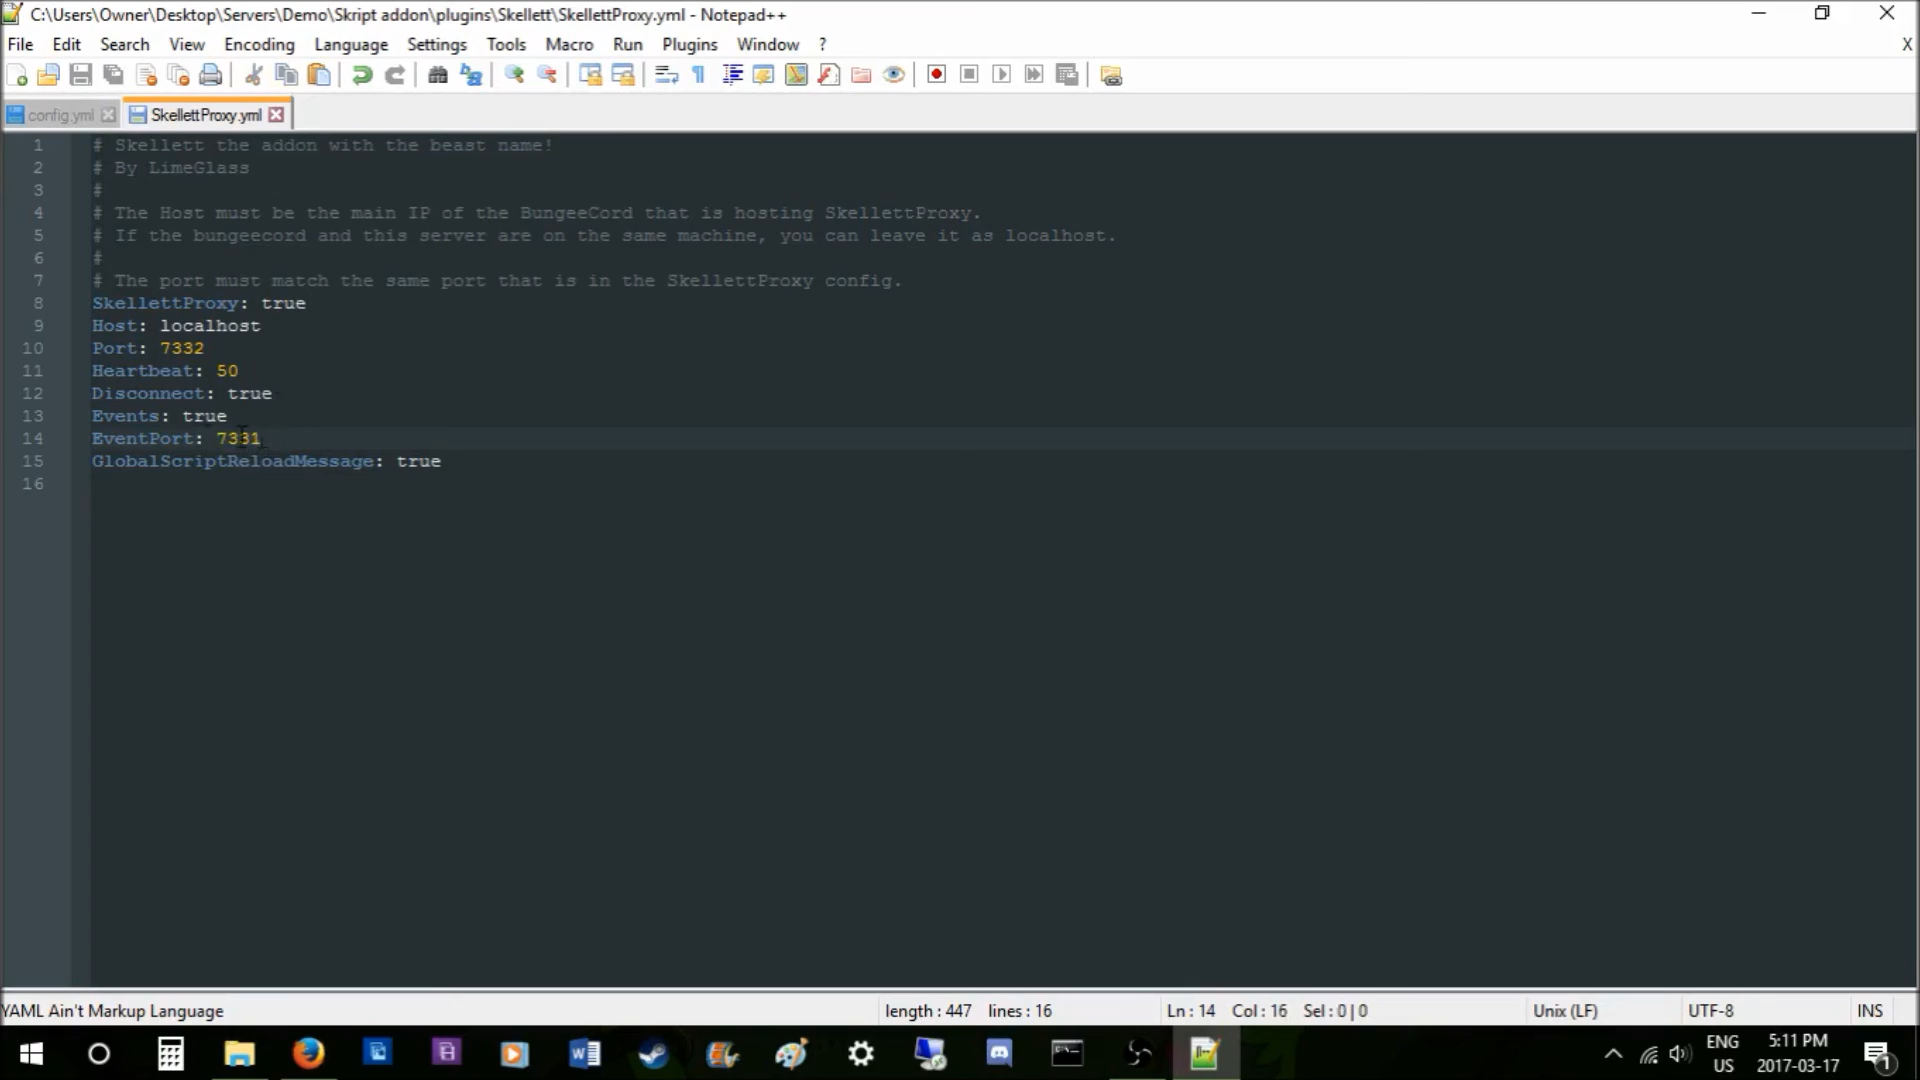 C:\Users\Owner\Desktop\Servers\Demo\Skript addon\plugins\Skellett\SkellettProxy.yml - Notepad++
File Edit Search View Encoding Language Settings Tools Macro Run Plugins Window ? X
config.yml SkellettProxy.yml
1 # Skellett the addon with the beast name!
2 # By LimeGlass
3 #
4 # The Host must be the main IP of the BungeeCord that is hosting SkellettProxy.
5 # If the bungeecord and this server are on the same machine, you can leave it as localhost.
6 #
7 # The port must match the same port that is in the SkellettProxy config.
8 SkellettProxy: true
9 Host: localhost
10 Port: 7332
11 Heartbeat: 50
12 Disconnect: true
13 Events: true
14 EventPort: 7331
15 GlobalScriptReloadMessage: true
16
YAML Ain't Markup Language length : 447 lines : 16 Ln : 14 Col : 16 Sel : 0 | 0 Unix (LF) UTF-8 INS
ENG 5:11 PM
US 2017-03-17 1